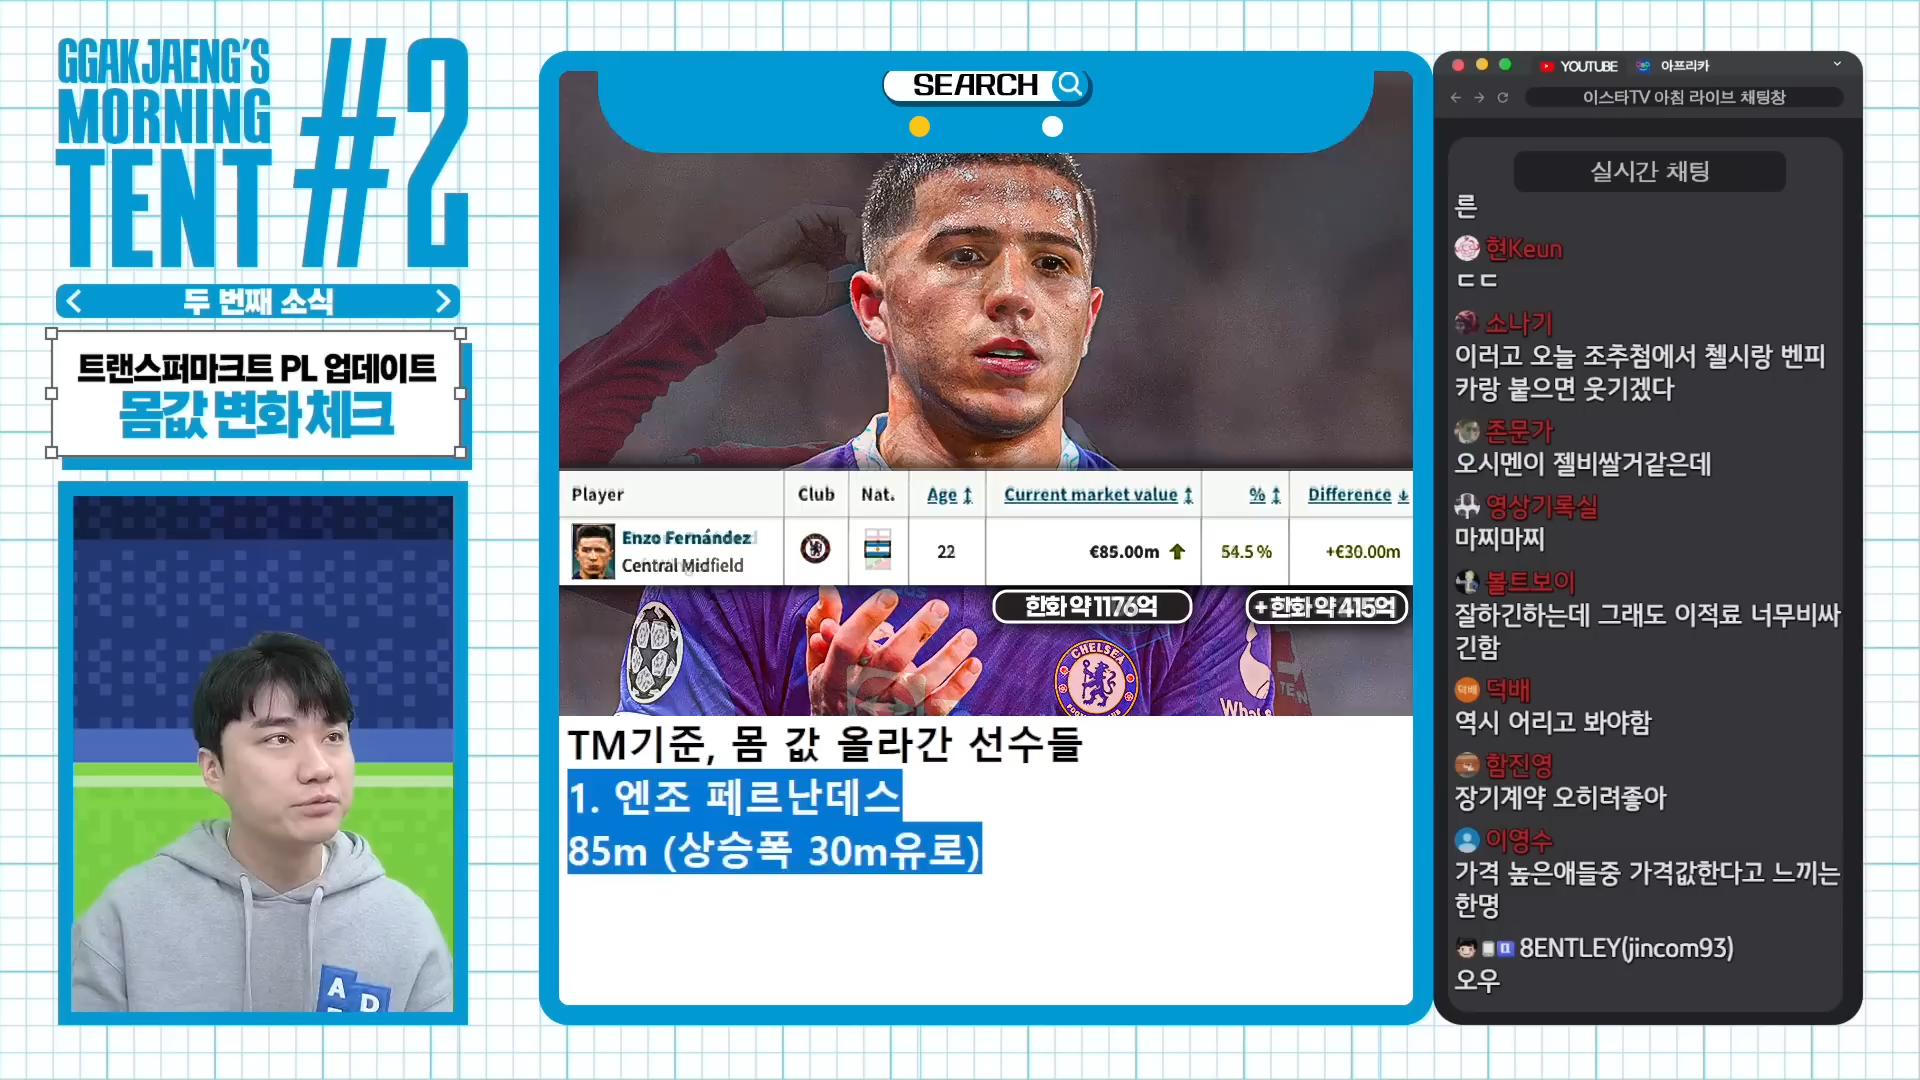 GGAKJAENG'S
MORNING
TENT
#2
두 번째 소식
트랜스퍼마크트 PL 업데이트
몸값 변화 체크
A D
SEARCH
Player Club Nat. Age Current market value % Difference
Enzo Fernández
Central Midfield
22 €85.00m 54.5 % +€30.00m
한화 약 1176억 + 한화 약 415억
CHELSEA
TM기준, 몸 값 올라간 선수들
1. 엔조 페르난데스
85m (상승폭 30m유로)
YOUTUBE 아프리카
이스타TV 아침 라이브 채팅창
실시간 채팅
른
현Keun
ㄷㄷ
소나기
이러고 오늘 조추첨에서 첼시랑 벤피
카랑 붙으면 웃기겠다
존문가
오시멘이 젤비쌀거같은데
영상기록실
마찌마찌
볼트보이
잘하긴하는데 그래도 이적료 너무비싸
긴함
덕배
역시 어리고 봐야함
함진영
장기계약 오히려좋아
이영수
가격 높은애들중 가격값한다고 느끼는
한명
8ENTLEY(jincom93)
오우